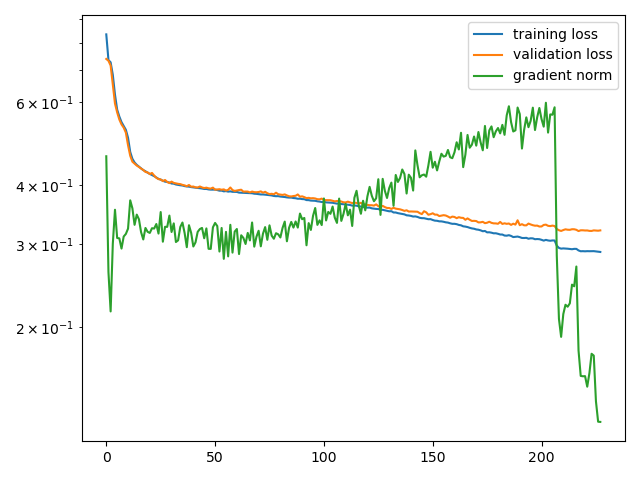 training loss
validation loss
gradient norm
6 × 10⁻¹
4 × 10⁻¹
3 × 10⁻¹
2 × 10⁻¹
0 50 100 150 200